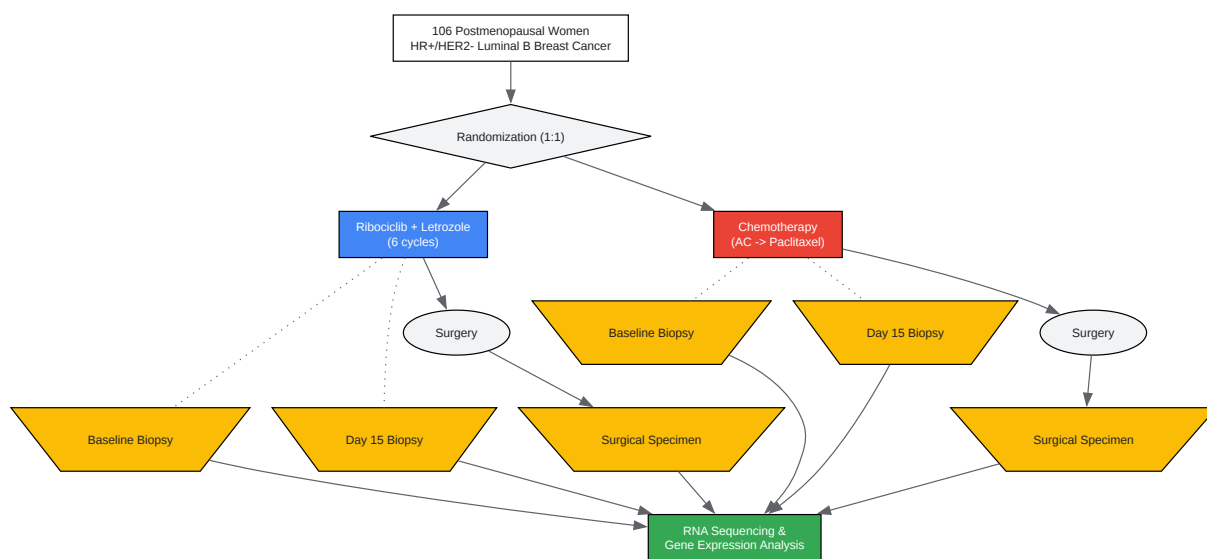 106 Postmenopausal Women
HR+/HER2- Luminal B Breast Cancer
Randomization (1:1)
Ribociclib + Letrozole
(6 cycles)
Chemotherapy
(AC -> Paclitaxel)
Surgery
Baseline Biopsy
Day 15 Biopsy
Surgery
Baseline Biopsy
Day 15 Biopsy
Surgical Specimen
Surgical Specimen
RNA Sequencing &
Gene Expression Analysis